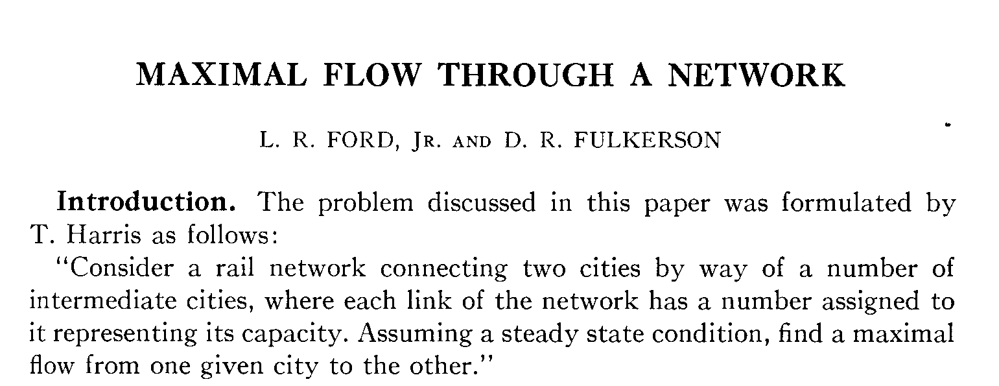 MAXIMAL FLOW THROUGH A NETWORK
L. R. FORD, JR. AND D. R. FULKERSON
Introduction. The problem discussed in this paper was formulated by
T. Harris as follows:
“Consider a rail network connecting two cities by way of a number of
intermediate cities, where each link of the network has a number assigned to
it representing its capacity. Assuming a steady state condition, find a maximal
flow from one given city to the other.”